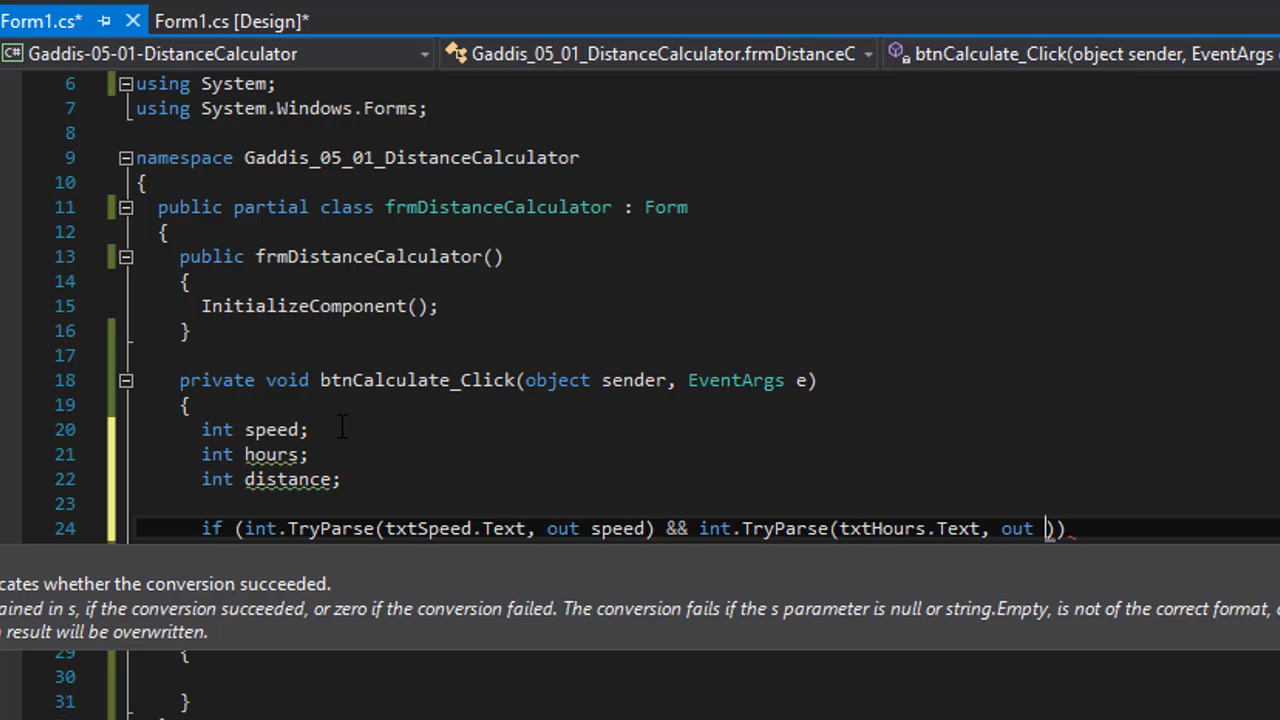 Form1.cs* Form1.cs [Design]*
C# Gaddis-05-01-DistanceCalculator Gaddis_05_01_DistanceCalculator.frmDistanceC btnCalculate_Click(object sender, EventArgs
6 using System;
7 using System.Windows.Forms;
8
9 namespace Gaddis_05_01_DistanceCalculator
10 {
11 public partial class frmDistanceCalculator : Form
12 {
13 public frmDistanceCalculator()
14 {
15 InitializeComponent();
16 }
17
18 private void btnCalculate_Click(object sender, EventArgs e)
19 {
20 int speed;
21 int hours;
22 int distance;
23
24 if (int.TryParse(txtSpeed.Text, out speed) && int.TryParse(txtHours.Text, out ))
cates whether the conversion succeeded.
ained in s, if the conversion succeeded, or zero if the conversion failed. The conversion fails if the s parameter is null or string.Empty, is not of the correct format,
n result will be overwritten.
29 {
30
31 }